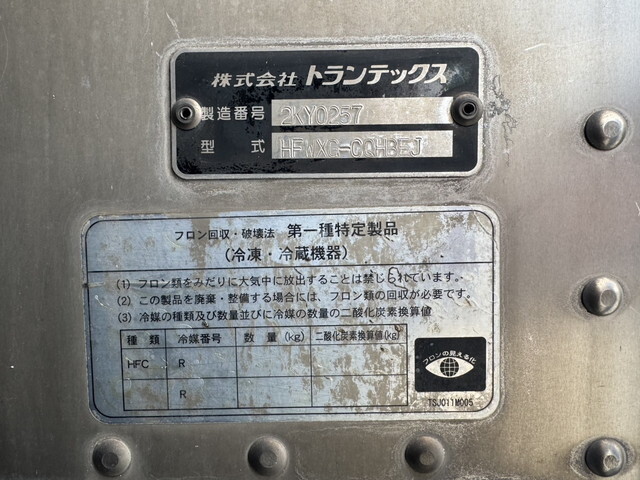 株式会社 トランテックス
製造番号 2KY0257
型式 HFWXC-CQHBEJ
フロン回収・破壊法 第一種特定製品
(冷凍・冷蔵機器)
(1) フロン類をみだりに大気中に放出することは禁じられています。
(2) この製品を廃棄・整備する場合には、フロン類の回収が必要です。
(3) 冷媒の種類及び数量並びに冷媒の数量の二酸化炭素換算値
種類 冷媒番号 数量(kg) 二酸化炭素換算値(kg)
HFC R
R
フロンの見える化
TSJ011M005